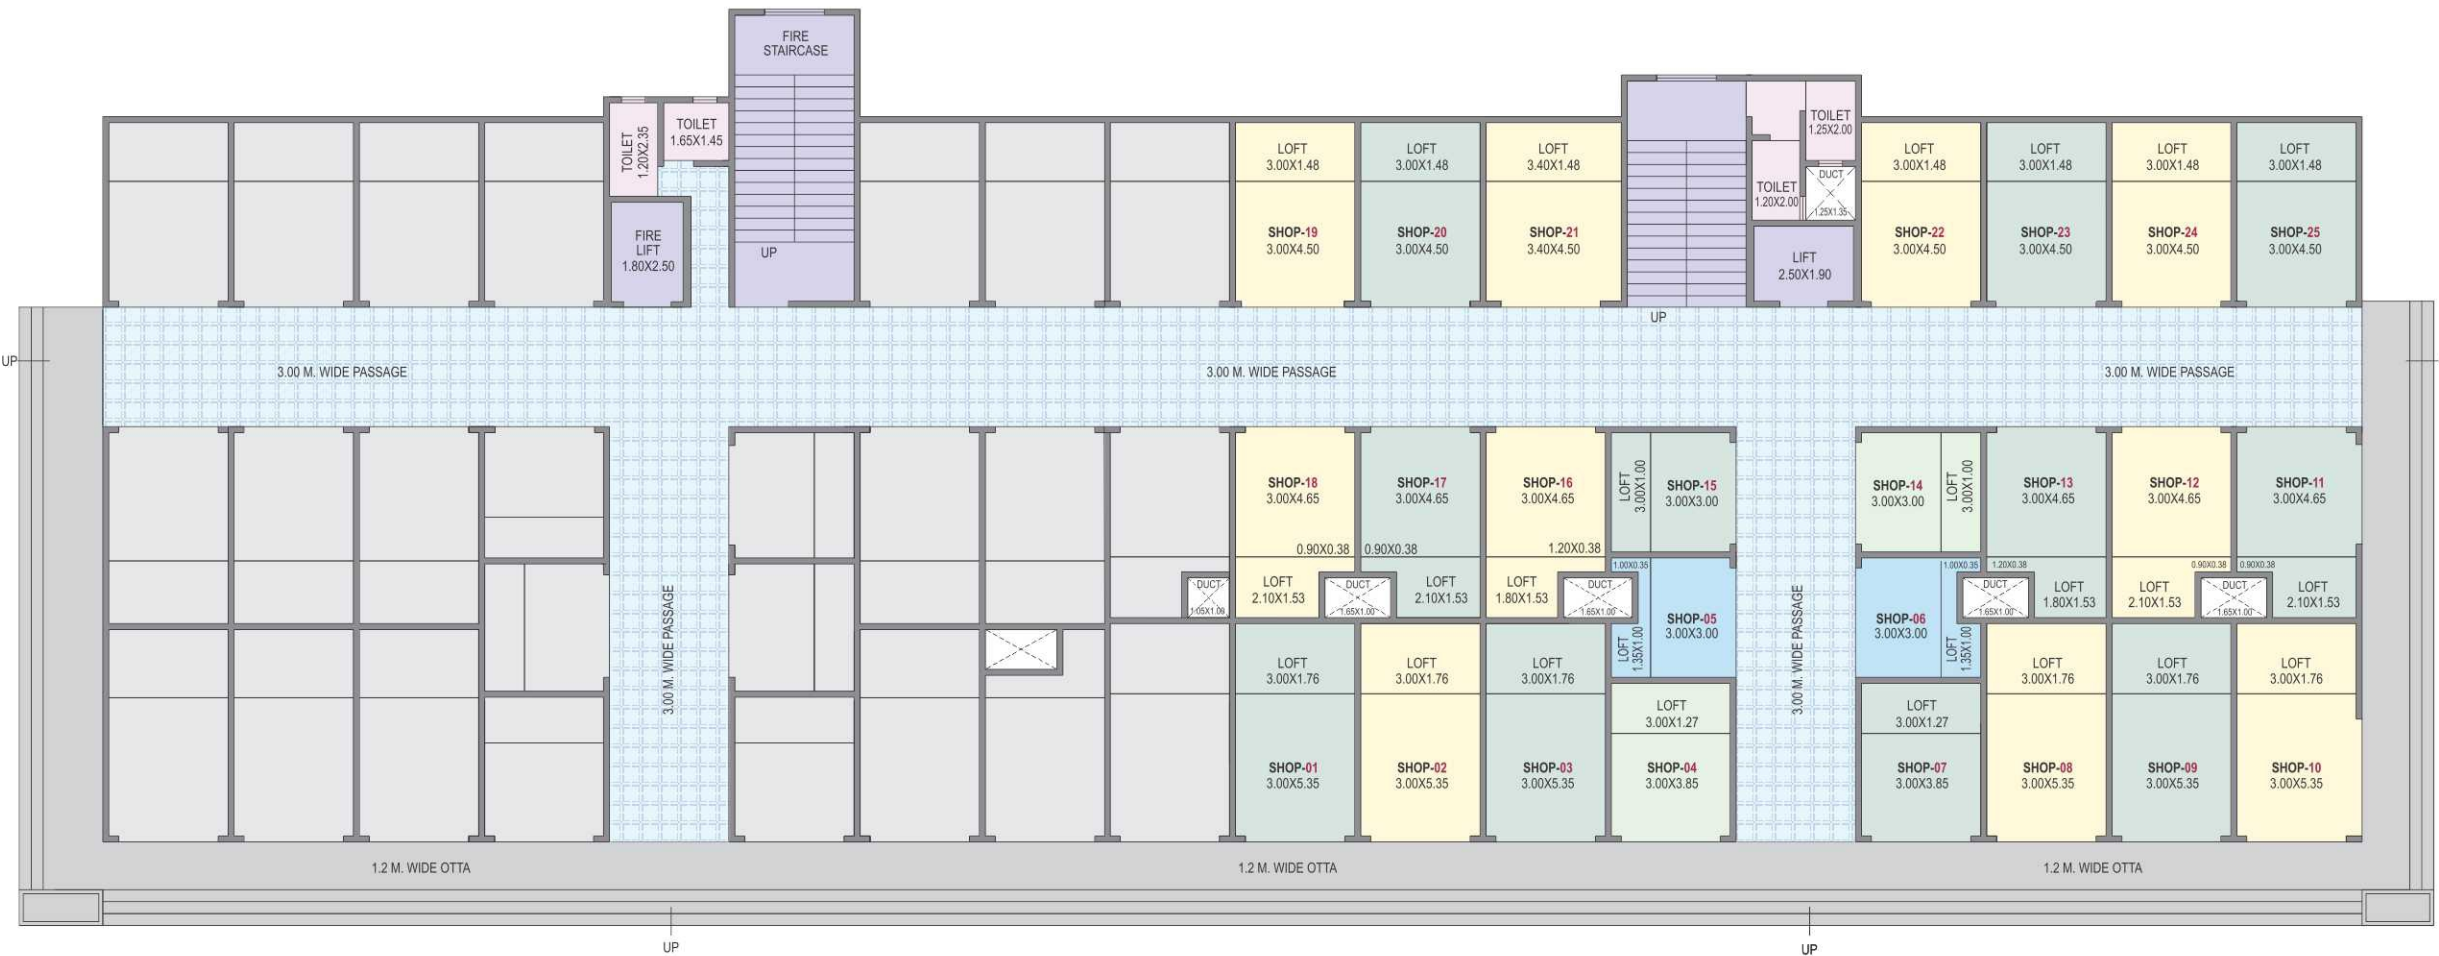 FIRE
STAIRCASE
TOILET
1.20X2.35
TOILET
1.65X1.45
FIRE
LIFT
1.80X2.50
UP
LOFT
3.00X1.48
LOFT
3.00X1.48
LOFT
3.40X1.48
TOILET
1.25X2.00
TOILET
1.20X2.00
DUCT
1.25X1.35
LIFT
2.50X1.90
LOFT
3.00X1.48
LOFT
3.00X1.48
LOFT
3.00X1.48
LOFT
3.00X1.48
SHOP-19
3.00X4.50
SHOP-20
3.00X4.50
SHOP-21
3.40X4.50
SHOP-22
3.00X4.50
SHOP-23
3.00X4.50
SHOP-24
3.00X4.50
SHOP-25
3.00X4.50
UP
UP
3.00 M. WIDE PASSAGE
3.00 M. WIDE PASSAGE
3.00 M. WIDE PASSAGE
SHOP-18
3.00X4.65
SHOP-17
3.00X4.65
SHOP-16
3.00X4.65
LOFT
3.00X1.00
SHOP-15
3.00X3.00
SHOP-14
3.00X3.00
LOFT
3.00X1.00
SHOP-13
3.00X4.65
SHOP-12
3.00X4.65
SHOP-11
3.00X4.65
0.90X0.38
0.90X0.38
1.20X0.38
1.00X0.35
1.00X0.35
1.20X0.38
0.90X0.38
0.90X0.38
DUCT
LOFT
2.10X1.53
DUCT
1.65X1.00
LOFT
2.10X1.53
LOFT
1.80X1.53
DUCT
1.65X1.00
DUCT
1.65X1.00
LOFT
1.80X1.53
LOFT
2.10X1.53
DUCT
1.65X1.00
LOFT
2.10X1.53
3.00 M. WIDE PASSAGE
LOFT
1.35X1.00
SHOP-05
3.00X3.00
3.00 M. WIDE PASSAGE
SHOP-06
3.00X3.00
LOFT
1.35X1.00
LOFT
3.00X1.76
LOFT
3.00X1.76
LOFT
3.00X1.76
LOFT
3.00X1.27
LOFT
3.00X1.27
LOFT
3.00X1.76
LOFT
3.00X1.76
LOFT
3.00X1.76
SHOP-01
3.00X5.35
SHOP-02
3.00X5.35
SHOP-03
3.00X5.35
SHOP-04
3.00X3.85
SHOP-07
3.00X3.85
SHOP-08
3.00X5.35
SHOP-09
3.00X5.35
SHOP-10
3.00X5.35
1.2 M. WIDE OTTA
1.2 M. WIDE OTTA
1.2 M. WIDE OTTA
UP
UP